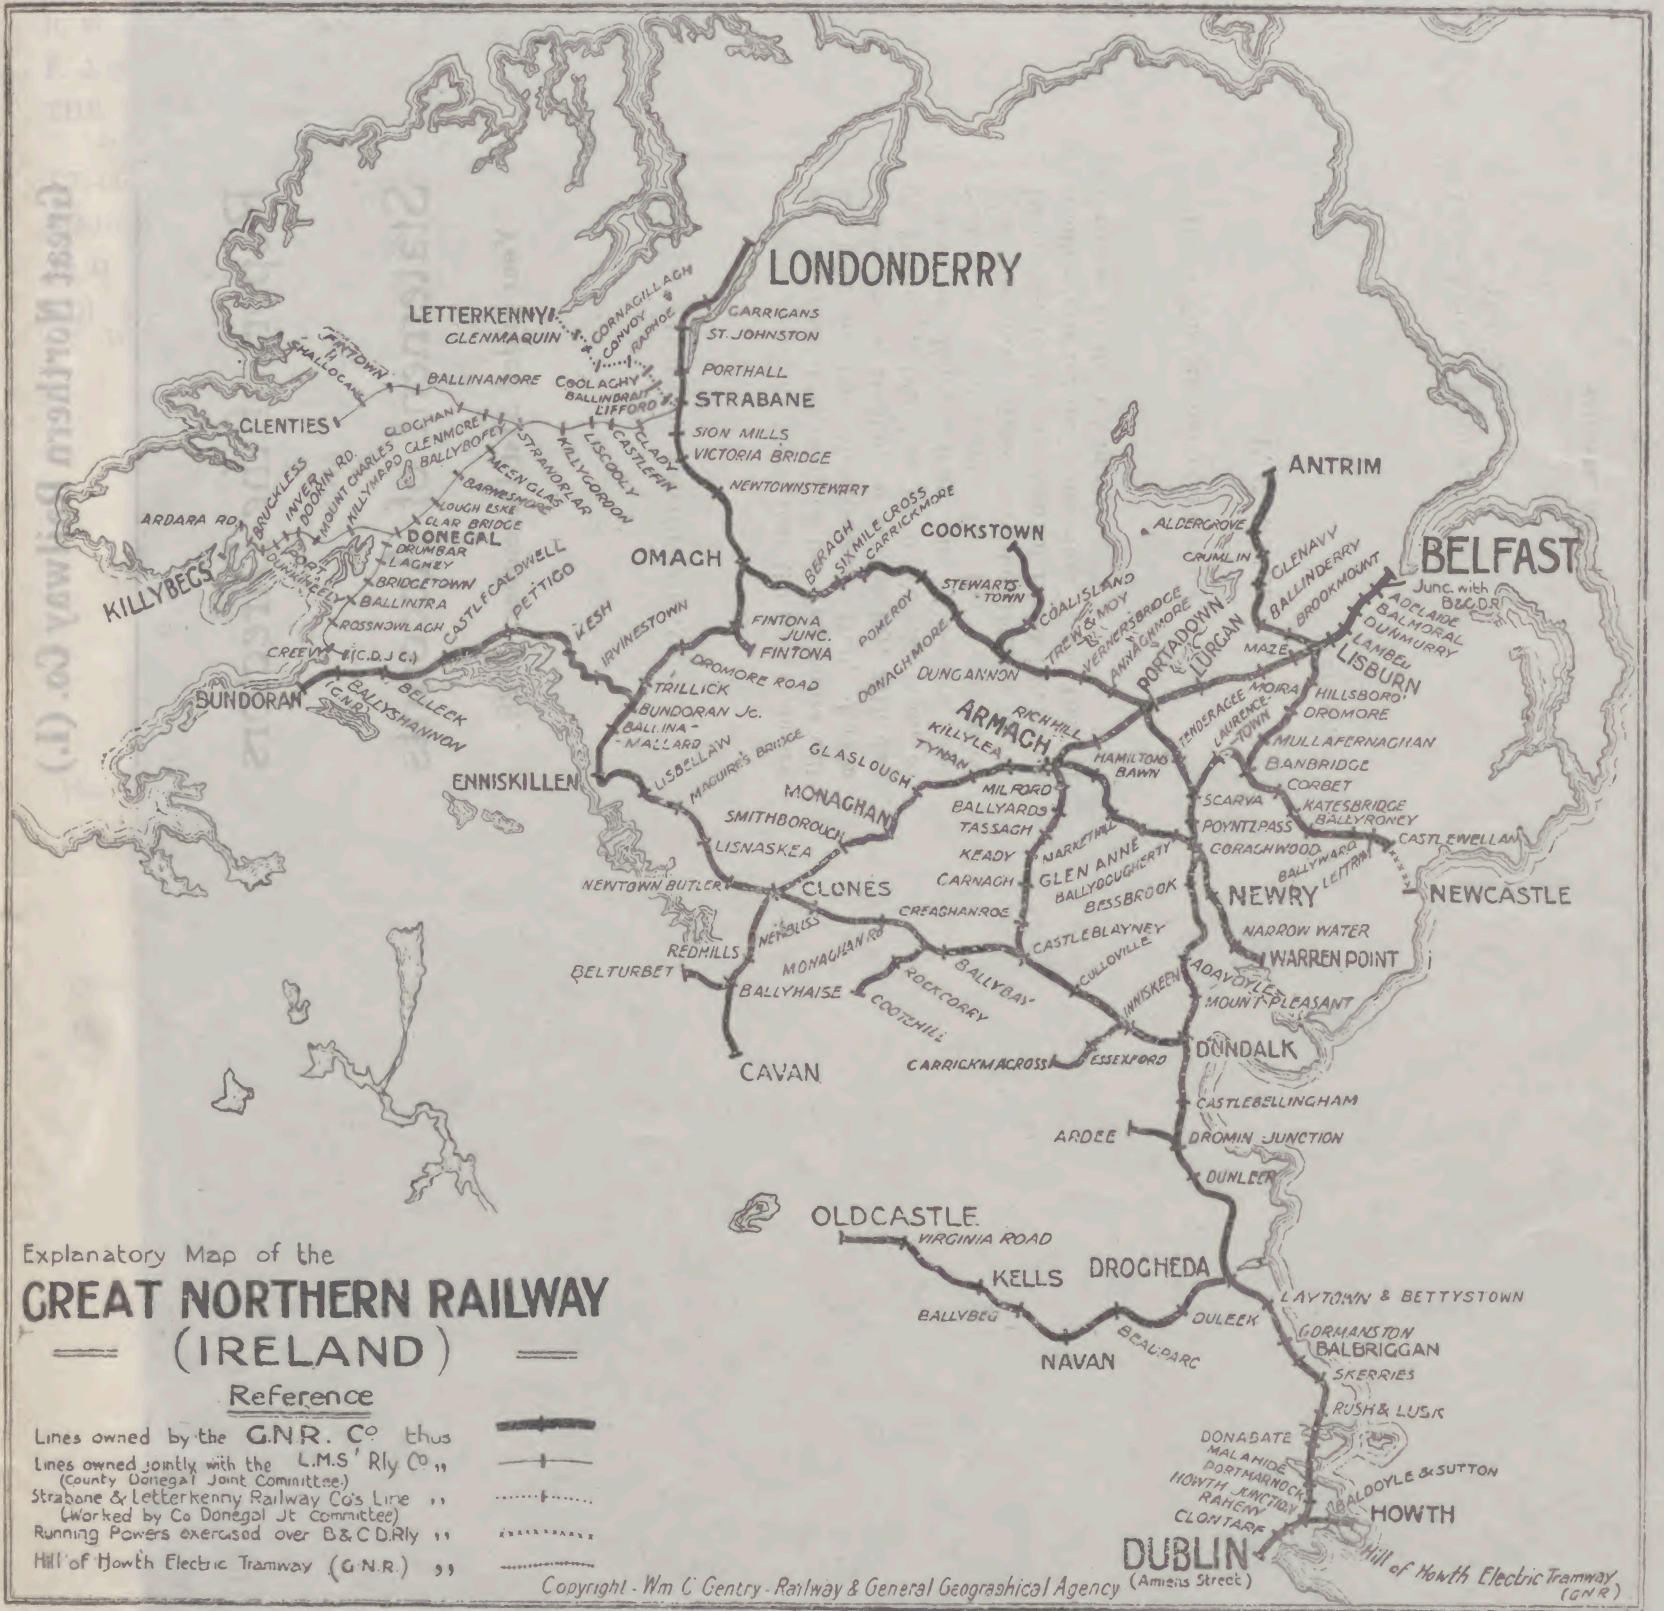 LONDONDERRY
CARRIGANS
ST. JOHNSTON
PORTHALL
STRABANE
SION MILLS
VICTORIA BRIDGE
NEWTOWNSTEWART
LETTERKENNY
GLENMAQUIN
CORNAGILLAGH
CONVOY
RAPHOE
COOLAGHY
BALLINDRAIT
LIFFORD
FINTOWN
SHALLOGANS
BALLINAMORE
GLENTIES
CLOGHAN
GLENMORE
BALLYBOFEY
STRANORLAR
KILLYGORDON
LISCOOLY
CASTLEFIN
CLADY
MEENGLAS
BARNESMORE
LOUGH ESKE
CLAR BRIDGE
DONEGAL
DRUMBAR
LAGHEY
BRIDGETOWN
BALLINTRA
ROSSNOWLAGH
CREEVY
(C.D.J.C.)
ARDARA RD.
BRUCKLESS
INVER
DOORIN RD.
MOUNT CHARLES
KILLYMARD
PORT
DUNKINEELY
KILLYBEGS
BUNDORAN
BALLYSHANNON
(G.N.R)
BELLEEK
CASTLECALDWELL
PETTIGO
KESH
IRVINESTOWN
OMAGH
BERAGH
SIXMILE CROSS
CARRICKMORE
POMEROY
DONAGHMORE
DUNGANNON
COOKSTOWN
STEWARTS-
TOWN
COALISLAND
TREW & MOY
VERNERSBRIDGE
ANNAGHMORE
PORTADOWN
LURGAN
FINTONA
JUNC.
FINTONA
DROMORE ROAD
TRILLICK
BUNDORAN JC.
BALLINA-
MALLARD
ENNISKILLEN
LISBELLAW
MAGUIRES BRIDGE
LISNASKEA
NEWTOWN BUTLER
CLONES
SMITHBOROUGH
MONAGHAN
GLASLOUGH
TYNAN
KILLYLEA
ARMAGH
RICHHILL
ANTRIM
ALDERGROVE
CRUMLIN
GLENAVY
BALLINDERRY
BROOKMOUNT
BELFAST
Junc. with
B&C.D.R
ADELAIDE
BALMORAL
DUNMURRY
LAMBEG
LISBURN
MAZE
MOIRA
HILLSBORO'
DROMORE
MULLAFERNAGHAN
BANBRIDGE
CORBET
KATESBRIDGE
BALLYRONEY
CASTLEWELLAN
BALLYWARD
LEITRIM
NEWCASTLE
TENDERAGEE
LAURENCE-
TOWN
SCARVA
POYNTZPASS
GORAGHWOOD
HAMILTONS
BAWN
MILFORD
BALLYARDS
TASSAGH
KEADY
CARNAGH
MARKETHILL
GLEN ANNE
BALLYDOUGHERTY
BESSBROOK
NEWRY
NARROW WATER
WARREN POINT
CREAGHANROE
CASTLEBLAYNEY
CULLOVILLE
INNISKEEN
ADAVOYLE
MOUNT PLEASANT
DUNDALK
NEWBLISS
MONAGHAN RD
REDHILLS
BELTURBET
BALLYHAISE
CAVAN
ROCKCORRY
COOTEHILL
BALLYBAY
CARRICKMACROSS
ESSEXFORD
CASTLEBELLINGHAM
ARDEE
DROMIN JUNCTION
DUNLEER
OLDCASTLE
VIRGINIA ROAD
KELLS
BALLYBEG
NAVAN
BEAUPARC
DULEEK
DROGHEDA
LAYTOWN & BETTYSTOWN
GORMANSTON
BALBRIGGAN
SKERRIES
RUSH & LUSK
DONABATE
MALAHIDE
PORTMARNOCK
HOWTH JUNCTION
RAHENY
CLONTARF
BALDOYLE & SUTTON
HOWTH
DUBLIN
(Amiens Street)
Hill of Howth Electric Tramway
(G N R)
Explanatory Map of the
GREAT NORTHERN RAILWAY
(IRELAND)
Reference
Lines owned by the G.N.R. Co thus
Lines owned jointly with the L.M.S Rly Co ,,
(County Donegal Joint Committee)
Strabane & Letterkenny Railway Co's Line ,,
(Worked by Co Donegal Jt Committee)
Running Powers exercised over B & C D.Rly ,,
Hill of Howth Electric Tramway (G.N.R.) ,,
Copyright - Wm C Gentry - Railway & General Geographical Agency